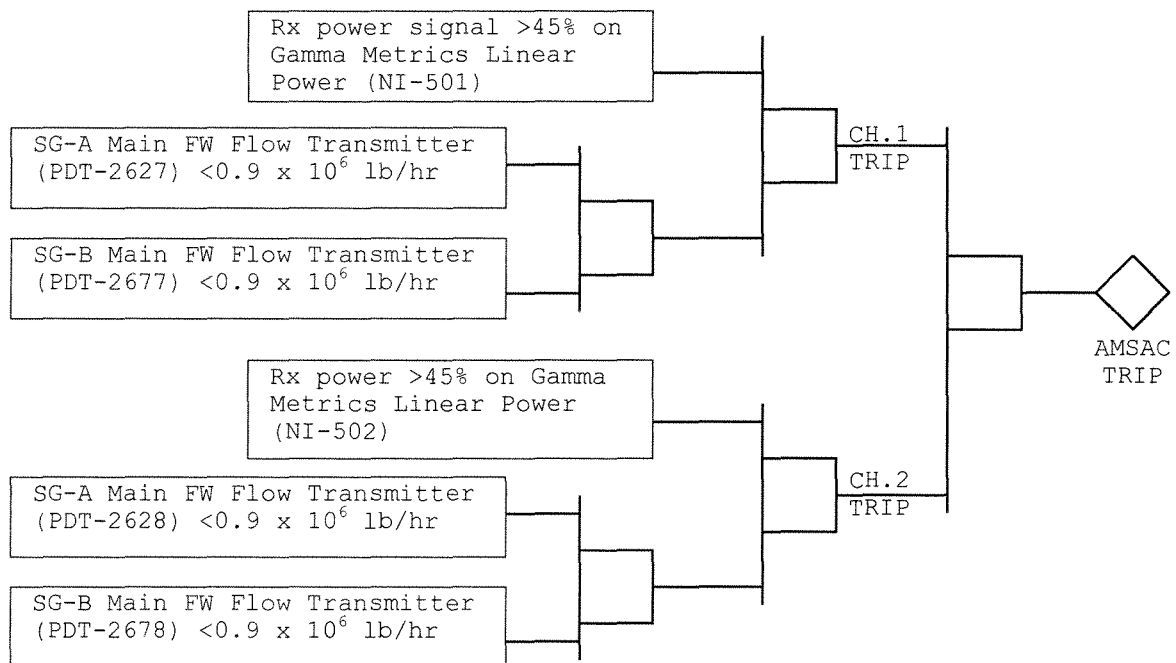 Rx power signal >45% on
Gamma Metrics Linear
Power (NI-501)
SG-A Main FW Flow Transmitter
(PDT-2627) <0.9 x 10⁶ lb/hr
SG-B Main FW Flow Transmitter
(PDT-2677) <0.9 x 10⁶ lb/hr
CH.1
TRIP
AMSAC
TRIP
Rx power >45% on Gamma
Metrics Linear Power
(NI-502)
SG-A Main FW Flow Transmitter
(PDT-2628) <0.9 x 10⁶ lb/hr
SG-B Main FW Flow Transmitter
(PDT-2678) <0.9 x 10⁶ lb/hr
CH.2
TRIP